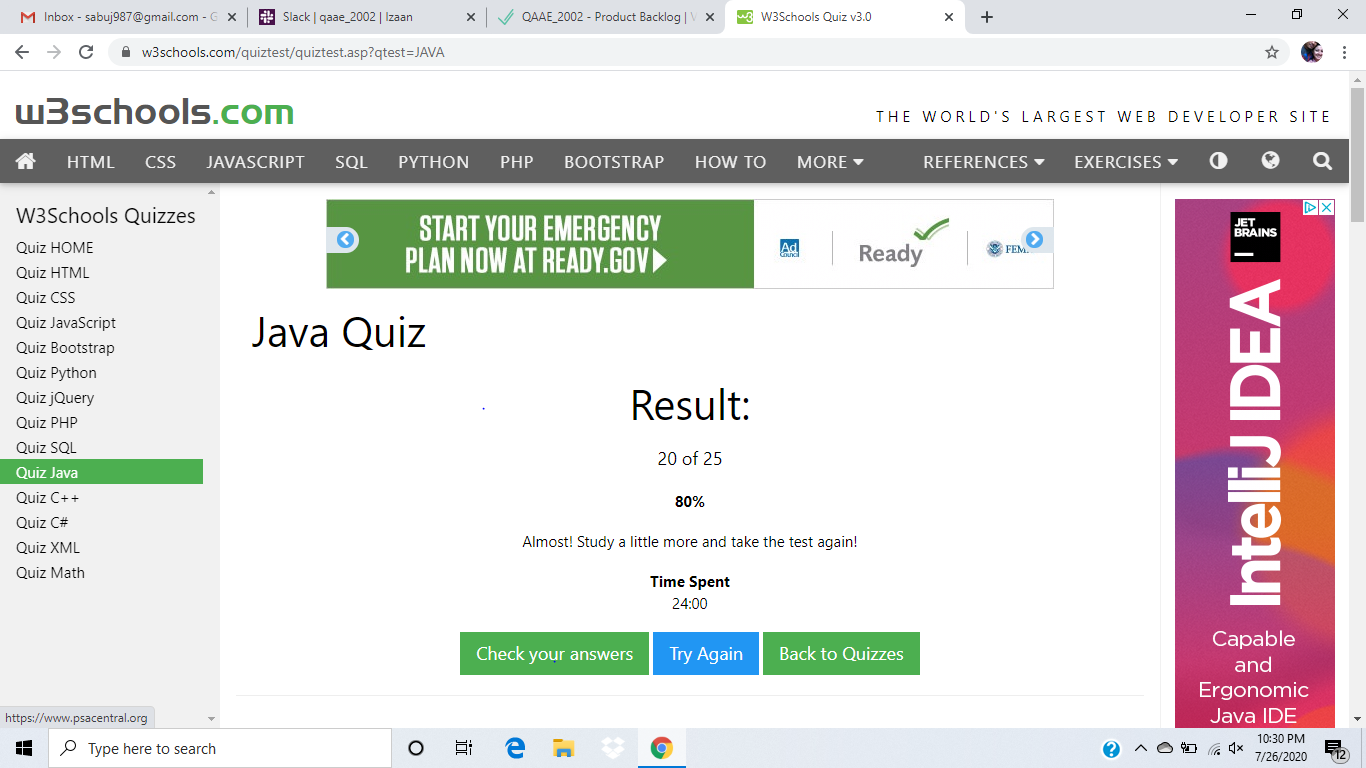 Inbox - sabuj987@gmail.com - G
Slack | qaae_2002 | Izaan
QAAE_2002 - Product Backlog | V
W3Schools Quiz v3.0
w3schools.com/quiztest/quiztest.asp?qtest=JAVA
w3schools.com
THE WORLD'S LARGEST WEB DEVELOPER SITE
HTML CSS JAVASCRIPT SQL PYTHON PHP BOOTSTRAP HOW TO MORE REFERENCES EXERCISES
W3Schools Quizzes
Quiz HOME
Quiz HTML
Quiz CSS
Quiz JavaScript
Quiz Bootstrap
Quiz Python
Quiz jQuery
Quiz PHP
Quiz SQL
Quiz Java
Quiz C++
Quiz C#
Quiz XML
Quiz Math
START YOUR EMERGENCY
PLAN NOW AT READY.GOV
Ad
Council
Ready
FEMA
Java Quiz
Result:
20 of 25
80%
Almost! Study a little more and take the test again!
Time Spent
24:00
Check your answers
Try Again
Back to Quizzes
JET
BRAINS
IntelliJ IDEA
Capable
and
Ergonomic
Java IDE
https://www.psacentral.org
Type here to search
10:30 PM
7/26/2020
12